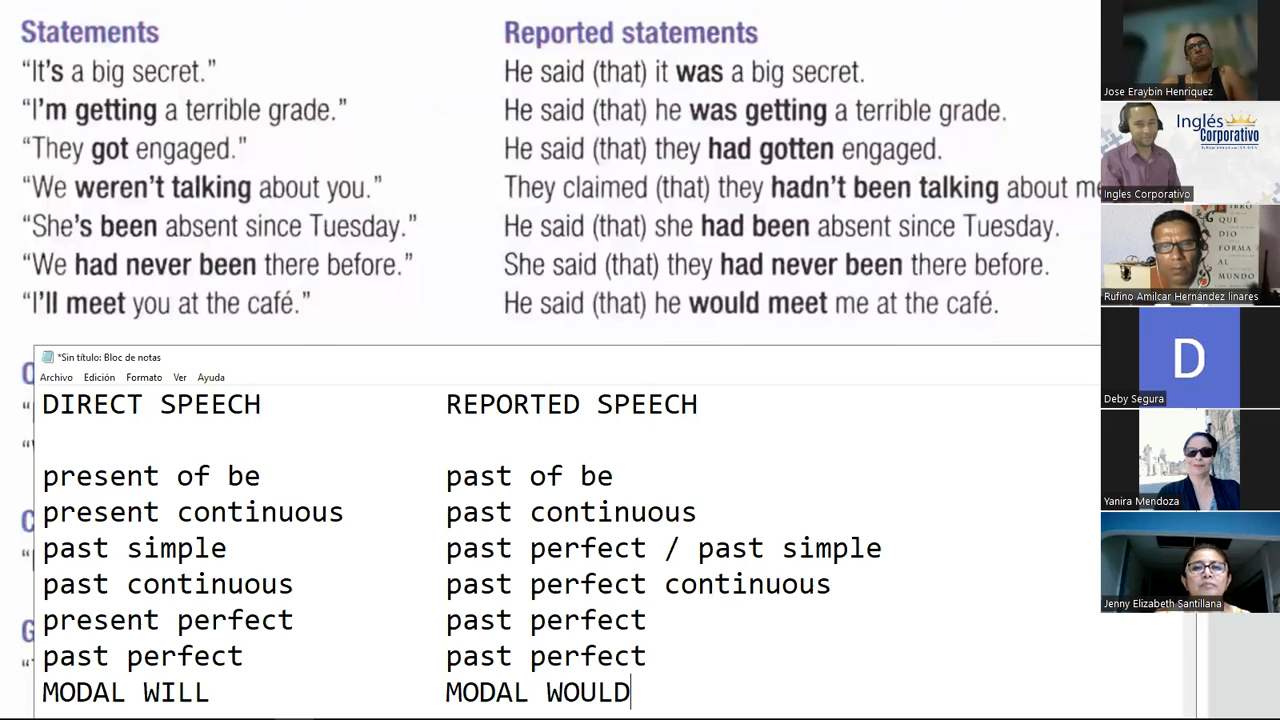 Statements
Reported statements
“It's a big secret.”
He said (that) it was a big secret.
“I'm getting a terrible grade.”
He said (that) he was getting a terrible grade.
“They got engaged.”
He said (that) they had gotten engaged.
“We weren't talking about you.”
They claimed (that) they hadn't been talking about me
“She's been absent since Tuesday.”
He said (that) she had been absent since Tuesday.
“We had never been there before.”
She said (that) they had never been there before.
“I'll meet you at the café.”
He said (that) he would meet me at the café.
*Sin título: Bloc de notas
Archivo Edición Formato Ver Ayuda
DIRECT SPEECH
REPORTED SPEECH
present of be
past of be
present continuous
past continuous
past simple
past perfect / past simple
past continuous
past perfect continuous
present perfect
past perfect
past perfect
past perfect
MODAL WILL
MODAL WOULD
Jose Eraybin Henriquez
Inglés
Corporativo
Ingles Corporativo
LIBRO
QUE
DIO
FORMA
AL
MUNDO
Rufino Amilcar Hernández linares
D
Deby Segura
Yanira Mendoza
Jenny Elizabeth Santillana